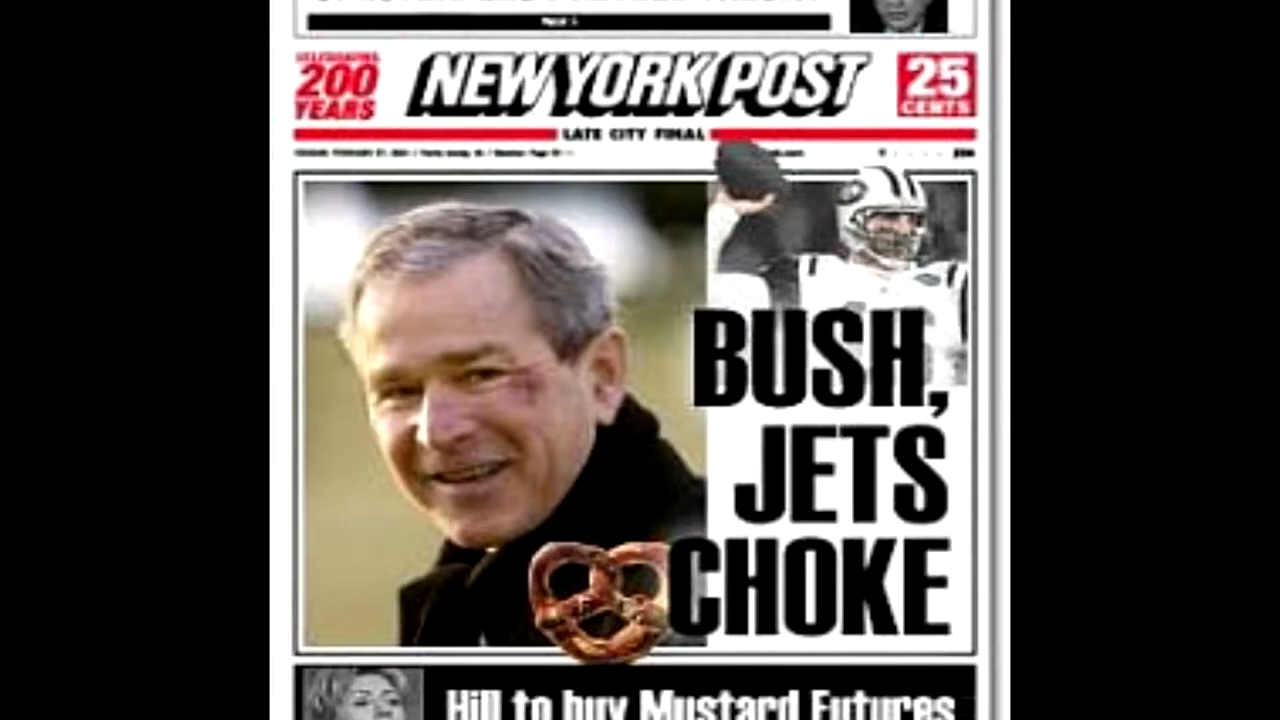 CELEBRATING
200
YEARS
NEW YORK POST
25
CENTS
LATE CITY FINAL
BUSH,
JETS
CHOKE
Hill to buy Mustard Futures